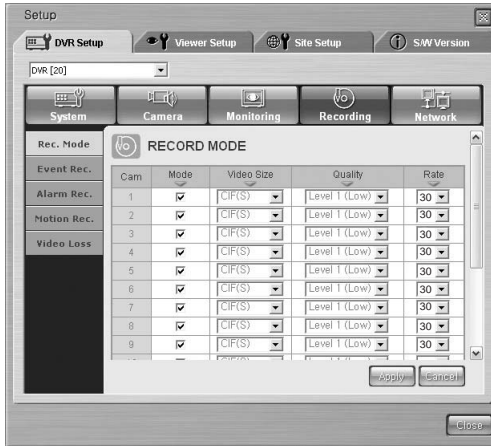 Setup
DVR Setup Viewer Setup Site Setup S/W Version
DVR [20]
System Camera Monitoring Recording Network
Rec. Mode
Event Rec.
Alarm Rec.
Motion Rec.
Video Loss
RECORD MODE
Cam Mode Video Size Quality Rate
1 CIF(S) Level 1 (Low) 30
2 CIF(S) Level 1 (Low) 30
3 CIF(S) Level 1 (Low) 30
4 CIF(S) Level 1 (Low) 30
5 CIF(S) Level 1 (Low) 30
6 CIF(S) Level 1 (Low) 30
7 CIF(S) Level 1 (Low) 30
8 CIF(S) Level 1 (Low) 30
9 CIF(S) Level 1 (Low) 30
Apply Cancel
Close